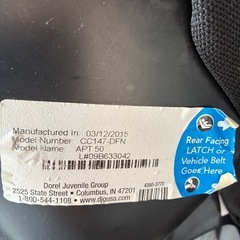 Manufactured In 03/12/2015
Model Number CC147-DFN
Model Name APT 50
L#09B633042
Dorel Juvenile Group
2525 State Street • Columbus, IN 47201
1-800-544-1108 • www.djgusa.com
4360-3770
Rear Facing
LATCH or
Vehicle Belt
Goes Here